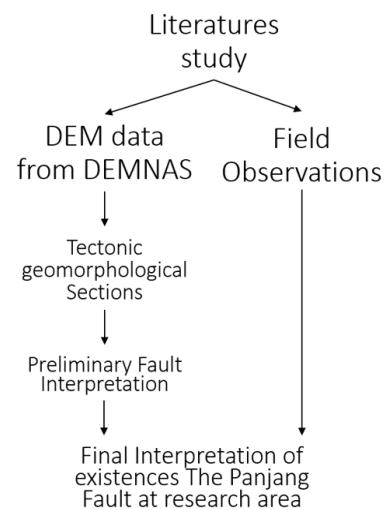 Literatures
study
DEM data
from DEMNAS
Field
Observations
Tectonic
geomorphological
Sections
Preliminary Fault
Interpretation
Final Interpretation of
existences The Panjang
Fault at research area